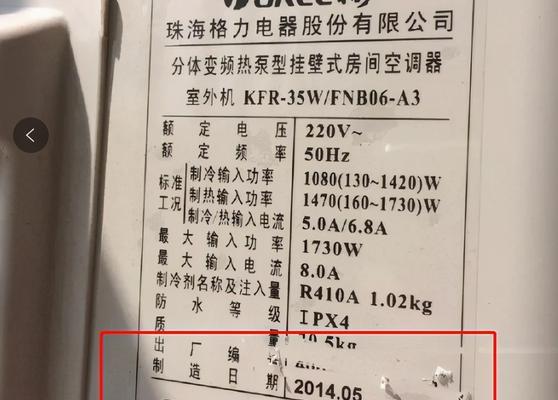 珠海格力电器股份有限公司
分体变频热泵型挂壁式房间空调器
室外机 KFR-35W/FNB06-A3
额定电压 220V~
额定频率 50Hz
标准工况 制冷输入功率 1080(130~1420)W
制热输入功率 1470(160~1730)W
制冷/热输入电流 5.0A/6.8A
最大输入功率 1730W
最大输入电流 8.0A
制冷剂名称及注入量 R410A 1.02kg
防水等级 IPX4
质
出厂编
制造日期 2014.05